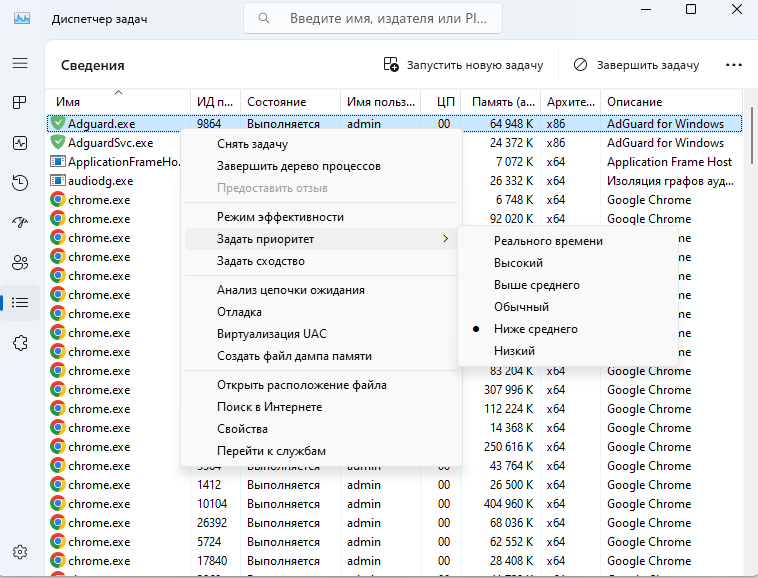 Диспетчер задач
Введите имя, издателя или PI...
Сведения
Запустить новую задачу
Завершить задачу
Имя ИД п... Состояние Имя польз... ЦП Память (а... Архите... Описание
Adguard.exe 9864 Выполняется admin 00 64 948 K x86 AdGuard for Windows
AdguardSvc.exe 24 372 K x86 AdGuard for Windows
ApplicationFrameHo... 7 072 K x64 Application Frame Host
audiodg.exe 26 332 K x64 Изоляция графов ауд...
chrome.exe 6 748 K x64 Google Chrome
chrome.exe 92 020 K x64 Google Chrome
chrome.exe
chrome.exe
chrome.exe
chrome.exe
chrome.exe
chrome.exe
chrome.exe
chrome.exe 83 204 K x64 Google Chrome
chrome.exe 307 996 K x64 Google Chrome
chrome.exe 112 224 K x64 Google Chrome
chrome.exe 14 368 K x64 Google Chrome
chrome.exe 250 616 K x64 Google Chrome
chrome.exe Выполняется admin 00 43 764 K x64 Google Chrome
chrome.exe 1412 Выполняется admin 00 26 500 K x64 Google Chrome
chrome.exe 10104 Выполняется admin 00 404 960 K x64 Google Chrome
chrome.exe 26392 Выполняется admin 00 68 036 K x64 Google Chrome
chrome.exe 5724 Выполняется admin 00 62 552 K x64 Google Chrome
chrome.exe 17840 Выполняется admin 00 28 408 K x64 Google Chrome
Снять задачу
Завершить дерево процессов
Предоставить отзыв
Режим эффективности
Задать приоритет
Задать сходство
Анализ цепочки ожидания
Отладка
Виртуализация UAC
Создать файл дампа памяти
Открыть расположение файла
Поиск в Интернете
Свойства
Перейти к службам
Реального времени
Высокий
Выше среднего
Обычный
Ниже среднего
Низкий